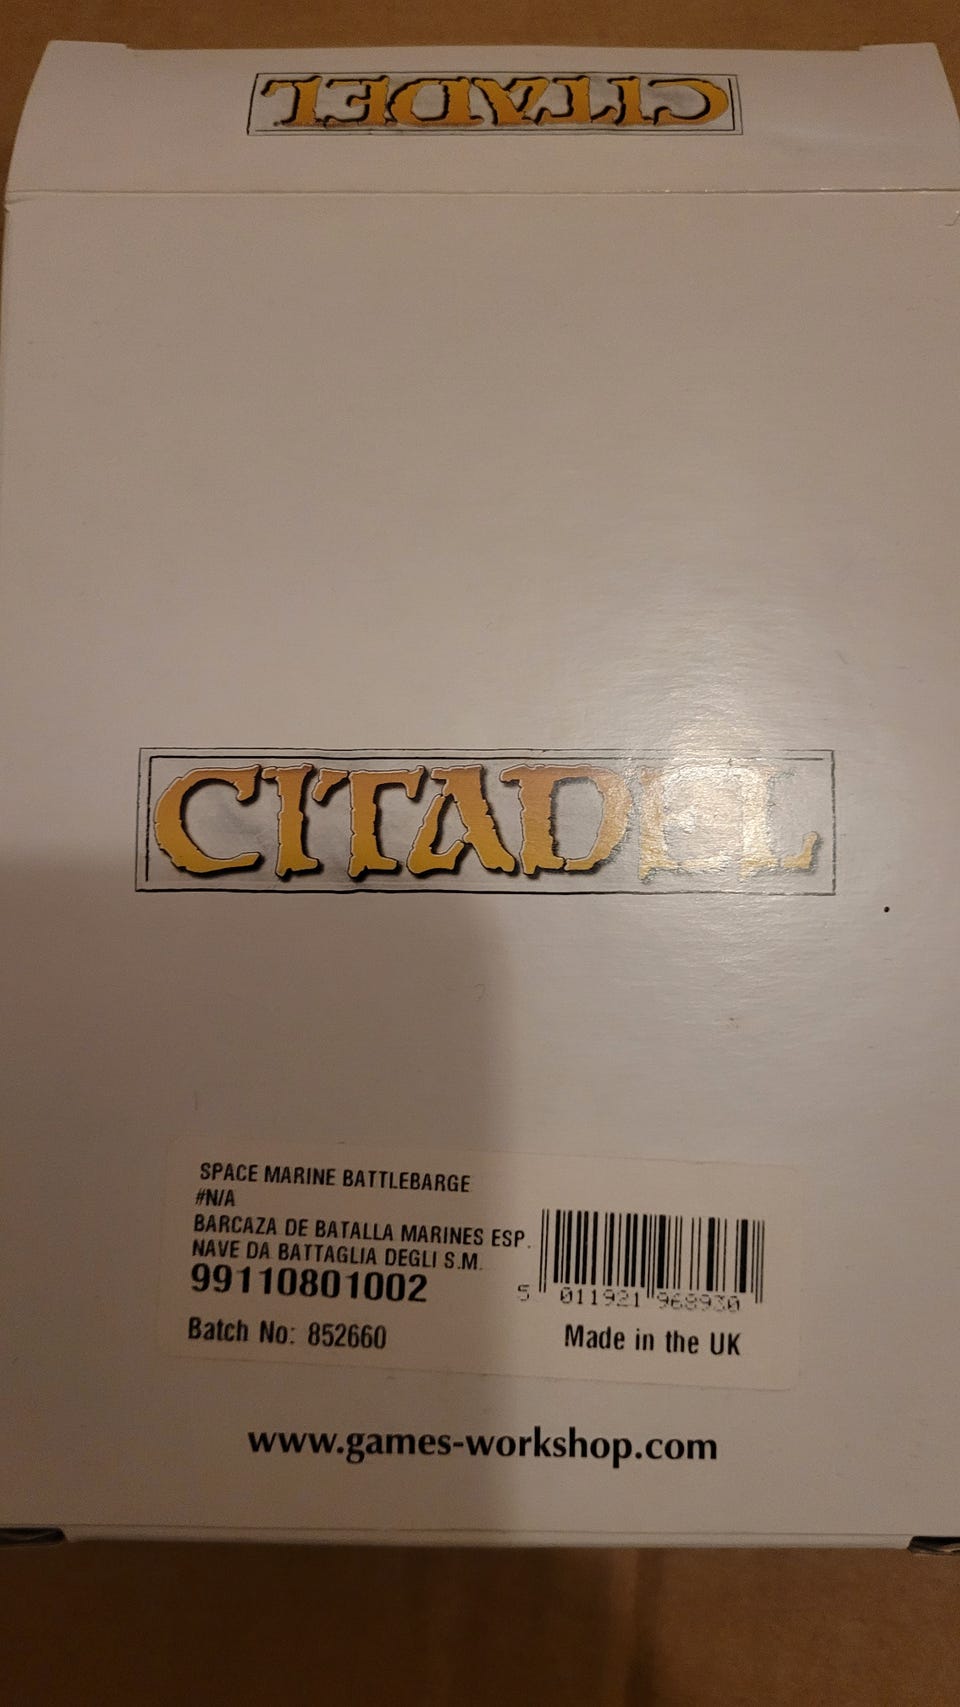 CITADEL
CITADEL
SPACE MARINE BATTLEBARGE
#N/A
BARCAZA DE BATALLA MARINES ESP.
NAVE DA BATTAGLIA DEGLI S.M.
99110801002
5 011921 968930
Batch No: 852660
Made in the UK
www.games-workshop.com